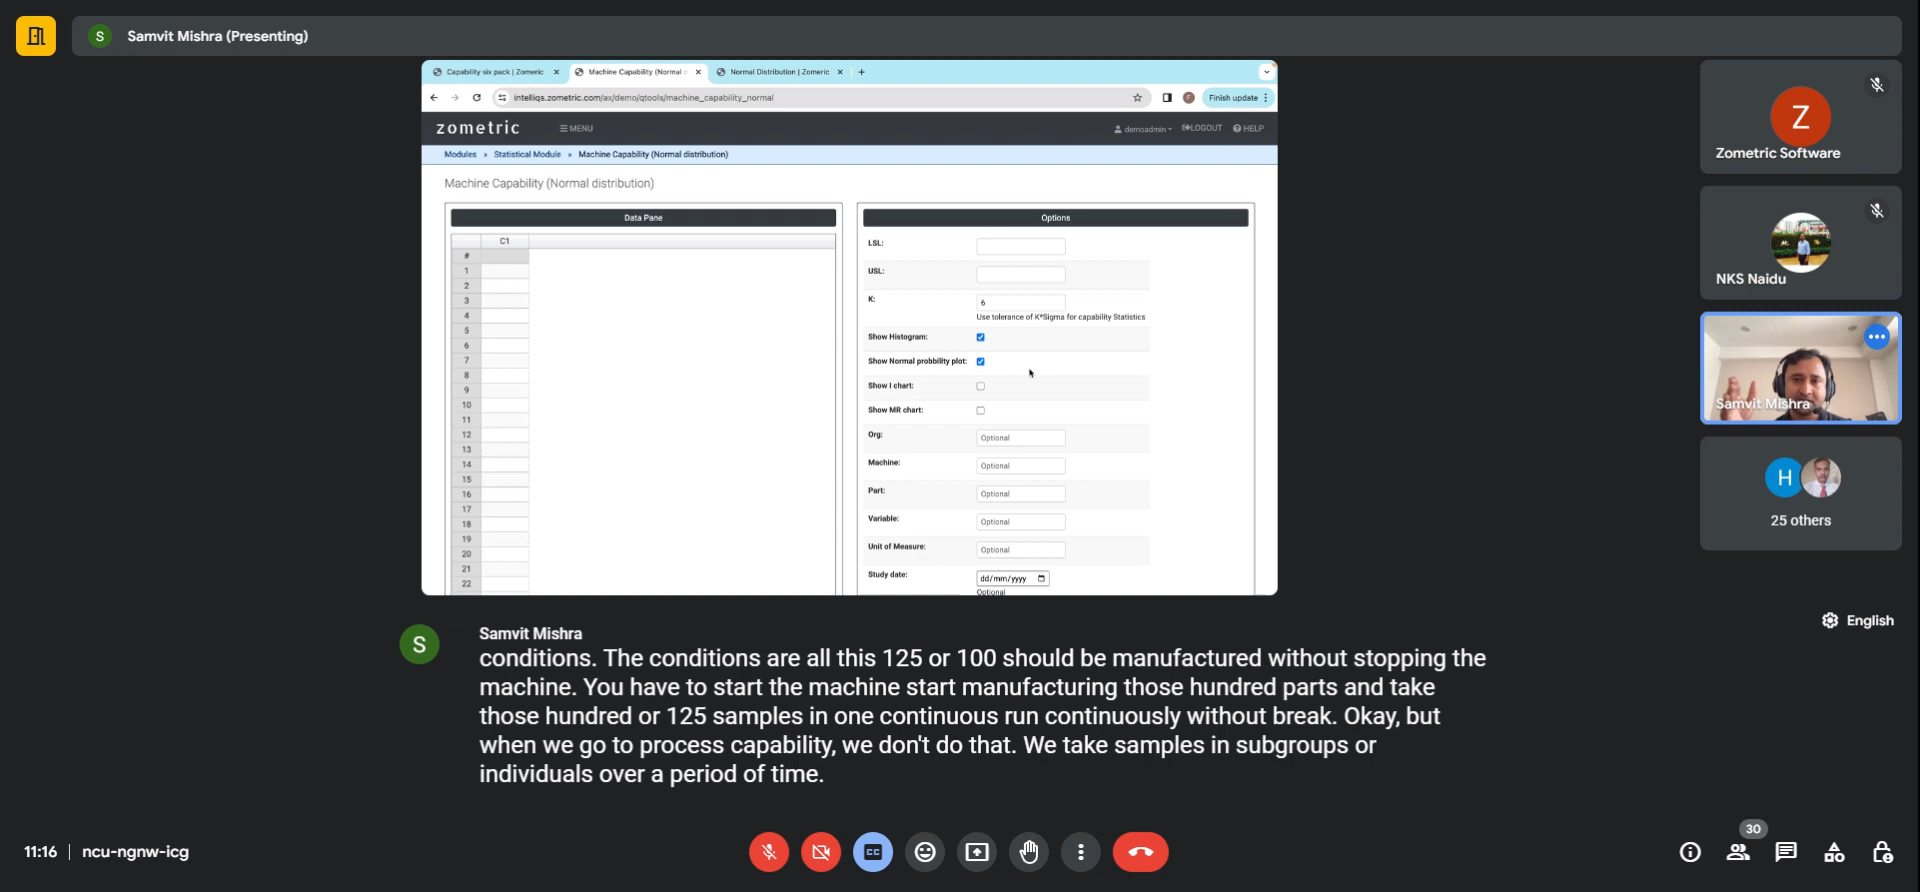 S Samvit Mishra (Presenting)
Capability six pack | Zomeric × Machine Capability (Normal × Normal Distribution | Zomeric × +
intelliqs.zometric.com/ax/demo/qtools/machine_capability_normal Finish update
zometric MENU demoadmin LOGOUT HELP
Modules » Statistical Module » Machine Capability (Normal distribution)
Machine Capability (Normal distribution)
Data Pane
C1
#
1
2
3
4
5
6
7
8
9
10
11
12
13
14
15
16
17
18
19
20
21
22
Options
LSL:
USL:
K: 6
Use tolerance of K*Sigma for capability Statistics
Show Histogram:
Show Normal probbility plot:
Show I chart:
Show MR chart:
Org: Optional
Machine: Optional
Part: Optional
Variable: Optional
Unit of Measure: Optional
Study date: dd/mm/yyyy
Optional
Z
Zometric Software
NKS Naidu
Samvit Mishra
H
25 others
English
S Samvit Mishra
conditions. The conditions are all this 125 or 100 should be manufactured without stopping the
machine. You have to start the machine start manufacturing those hundred parts and take
those hundred or 125 samples in one continuous run continuously without break. Okay, but
when we go to process capability, we don't do that. We take samples in subgroups or
individuals over a period of time.
11:16 | ncu-ngnw-icg
CC
30